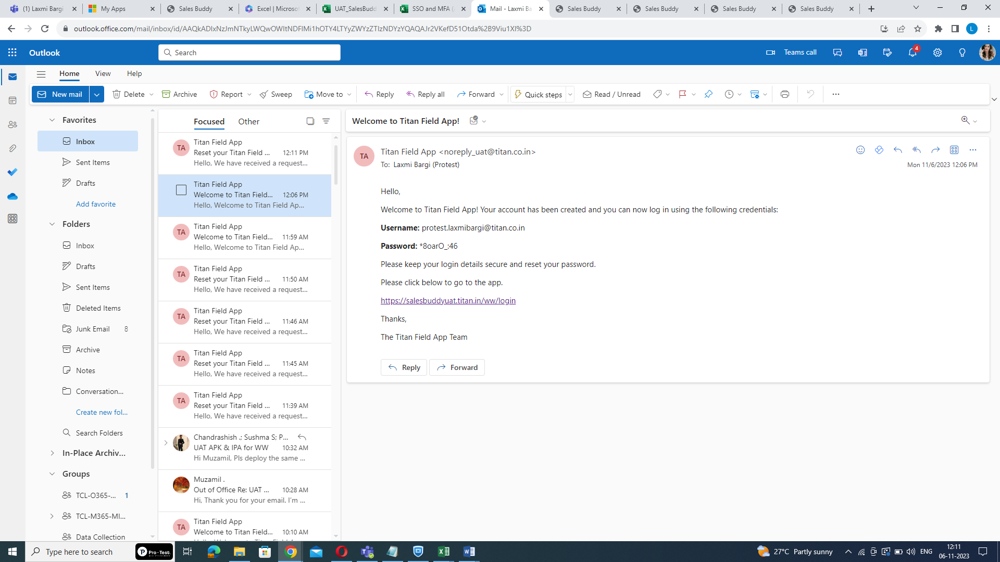 (1) Laxmi Bargi
My Apps
Sales Buddy
Excel | Microsof
UAT_SalesBudd
SSO and MFA (
Mail - Laxmi Ba
Sales Buddy
Sales Buddy
Sales Buddy
Sales Buddy
Outlook
Search
Teams call
4
L
Home
View
Help
New mail
Delete
Archive
Report
Sweep
Move to
Reply
Reply all
Forward
Quick steps
Read / Unread
Favorites
Inbox
Sent Items
Drafts
Add favorite
Folders
Inbox
Drafts
Sent Items
Deleted Items
Junk Email 8
Archive
Notes
Conversation...
Create new fol...
Search Folders
In-Place Archiv...
Groups
TCL-O365-... 1
TCL-M365-MI...
Data Collection
Focused
Other
TA
Titan Field App
Reset your Titan Field ... 12:11 PM
Hello, We have received a request...
Titan Field App
Welcome to Titan Field... 12:06 PM
Hello, Welcome to Titan Field Ap...
TA
Titan Field App
Welcome to Titan Field... 11:59 AM
Hello, Welcome to Titan Field Ap...
TA
Titan Field App
Reset your Titan Field ... 11:50 AM
Hello, We have received a request...
TA
Titan Field App
Reset your Titan Field ... 11:46 AM
Hello, We have received a request...
TA
Titan Field App
Reset your Titan Field ... 11:45 AM
Hello, We have received a request...
TA
Titan Field App
Reset your Titan Field ... 11:39 AM
Hello, We have received a request...
Chandrashish .; Sushma S; P...
UAT APK & IPA for WW 10:32 AM
Hi Muzamil, Pls deploy the same ...
Muzamil .
Out of Office Re: UAT ... 10:28 AM
Hi, Thank you for your email. I'm ...
TA
Titan Field App
Welcome to Titan Field... 10:10 AM
Welcome to Titan Field App!
TA
Titan Field App <noreply_uat@titan.co.in>
To: Laxmi Bargi (Protest)
Mon 11/6/2023 12:06 PM
Hello,
Welcome to Titan Field App! Your account has been created and you can now log in using the following credentials:
Username: protest.laxmibargi@titan.co.in
Password: *8oarO_:46
Please keep your login details secure and reset your password.
Please click below to go to the app.
https://salesbuddyuat.titan.in/ww/login
Thanks,
The Titan Field App Team
Reply
Forward
Type here to search
Pro-Test
27°C Partly sunny
ENG
12:11
06-11-2023